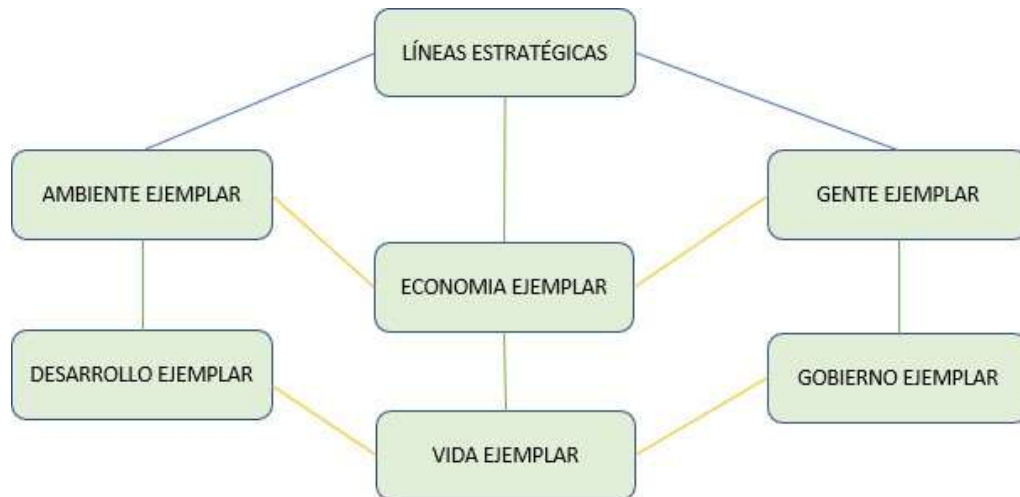 LÍNEAS ESTRATÉGICAS
AMBIENTE EJEMPLAR
GENTE EJEMPLAR
ECONOMIA EJEMPLAR
DESARROLLO EJEMPLAR
GOBIERNO EJEMPLAR
VIDA EJEMPLAR